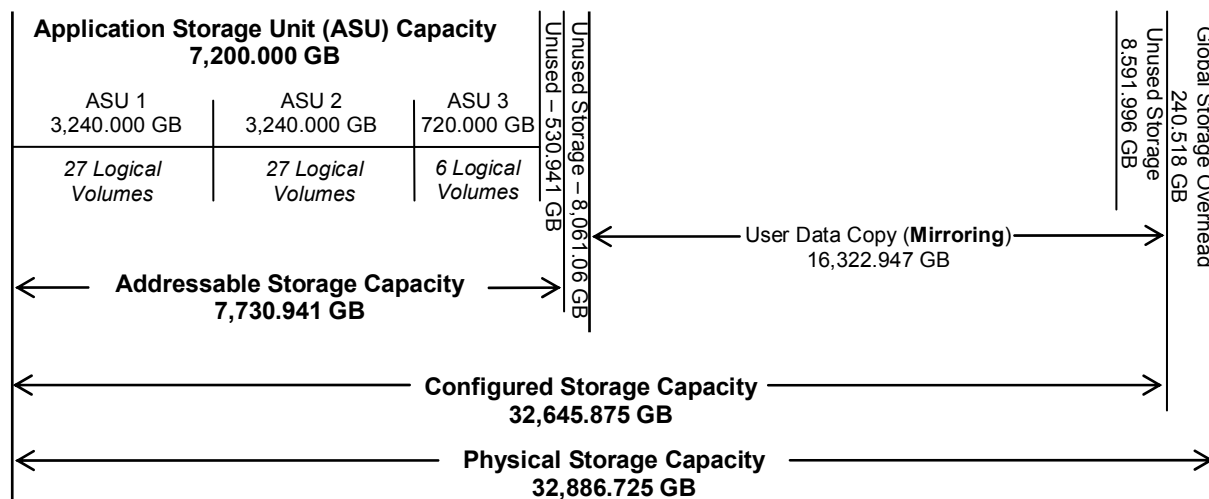 Application Storage Unit (ASU) Capacity
7,200.000 GB
ASU 1
3,240.000 GB
ASU 2
3,240.000 GB
ASU 3
720.000 GB
27 Logical
Volumes
27 Logical
Volumes
6 Logical
Volumes
Unused – 530.941 GB
Unused Storage – 8,061.06 GB
Unused Storage
8.591.996 GB
Global Storage Overhead
240.518 GB
User Data Copy (Mirroring)
16,322.947 GB
Addressable Storage Capacity
7,730.941 GB
Configured Storage Capacity
32,645.875 GB
Physical Storage Capacity
32,886.725 GB